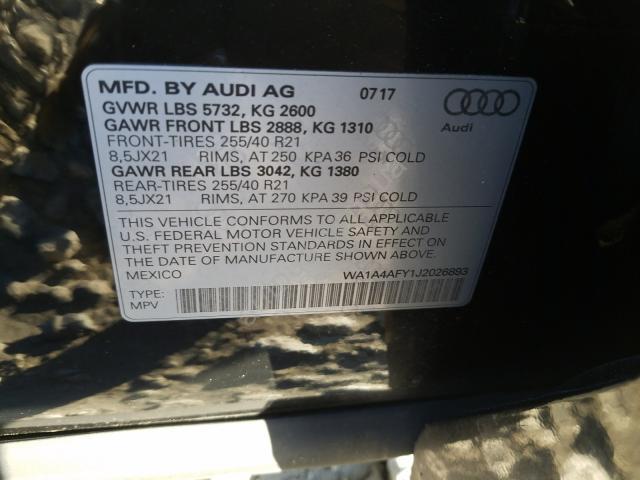 MFD. BY AUDI AG 07 17
GVWR LBS 5732, KG 2600
GAWR FRONT LBS 2888, KG 1310
FRONT-TIRES 255/40 R21
8,5JX21 RIMS, AT 250 KPA 36 PSI COLD
GAWR REAR LBS 3042, KG 1380
REAR-TIRES 255/40 R21
8,5JX21 RIMS, AT 270 KPA 39 PSI COLD
Audi
THIS VEHICLE CONFORMS TO ALL APPLICABLE
U.S. FEDERAL MOTOR VEHICLE SAFETY AND
THEFT PREVENTION STANDARDS IN EFFECT ON
THE DATE OF MANUFACTURE SHOWN ABOVE.
MEXICO WA1A4AFY1J2026893
TYPE:
MPV